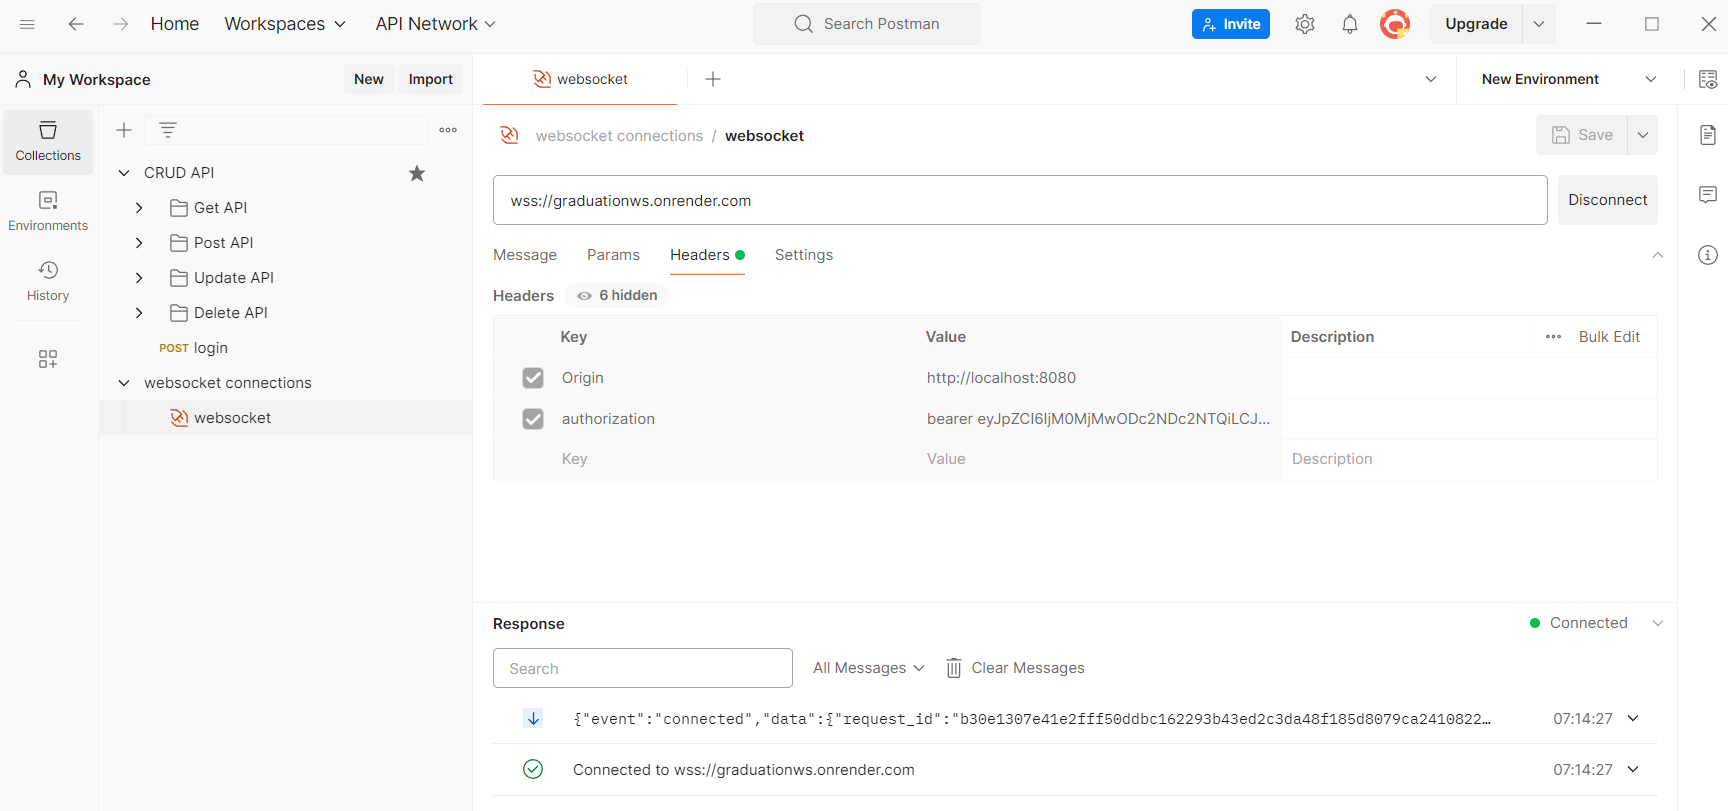 Home Workspaces API Network Search Postman Invite Upgrade
My Workspace New Import websocket New Environment
Collections
Environments
History
CRUD API
Get API
Post API
Update API
Delete API
POST login
websocket connections
websocket
websocket connections / websocket Save
wss://graduationws.onrender.com Disconnect
Message Params Headers Settings
Headers 6 hidden
Key Value Description Bulk Edit
Origin http://localhost:8080
authorization bearer eyJpZCI6IjM0MjMwODc2NDc2NTQiLCJ...
Key Value Description
Response Connected
Search All Messages Clear Messages
{"event":"connected","data":{"request_id":"b30e1307e41e2fff50ddbc162293b43ed2c3da48f185d8079ca2410822… 07:14:27
Connected to wss://graduationws.onrender.com 07:14:27